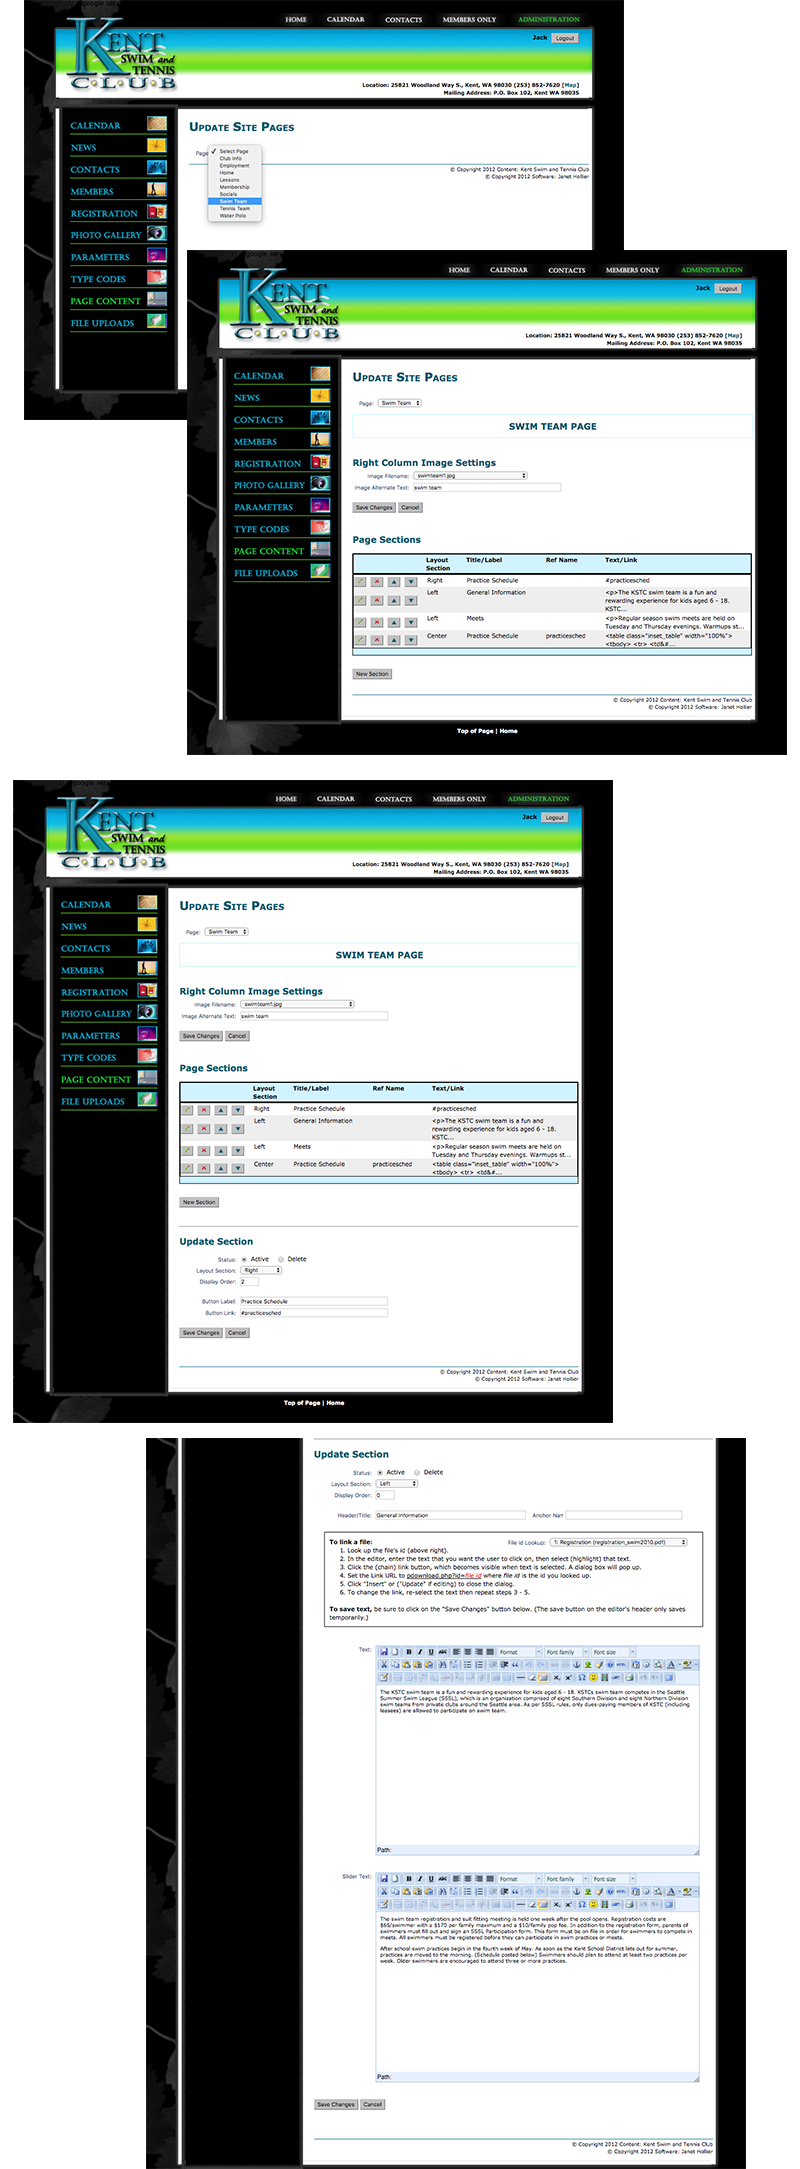 HOME CALENDAR CONTACTS MEMBERS ONLY ADMINISTRATION
Jack Logout
KENT
SWIM and
TENNIS
C·L·U·B
Location: 25821 Woodland Way S., Kent, WA 98030 (253) 852-7620 [Map]
Mailing Address: P.O. Box 102, Kent WA 98035
CALENDAR
NEWS
CONTACTS
MEMBERS
REGISTRATION
PHOTO GALLERY
PARAMETERS
TYPE CODES
PAGE CONTENT
FILE UPLOADS
UPDATE SITE PAGES
Page
✓ Select Page
Club Info
Employment
Home
Lessons
Membership
Socials
Swim Team
Tennis Team
Water Polo
© Copyright 2012 Content: Kent Swim and Tennis Club
© Copyright 2012 Software: Janet Hollier
HOME CALENDAR CONTACTS MEMBERS ONLY ADMINISTRATION
Jack Logout
KENT
SWIM and
TENNIS
C·L·U·B
Location: 25821 Woodland Way S., Kent, WA 98030 (253) 852-7620 [Map]
Mailing Address: P.O. Box 102, Kent WA 98035
CALENDAR
NEWS
CONTACTS
MEMBERS
REGISTRATION
PHOTO GALLERY
PARAMETERS
TYPE CODES
PAGE CONTENT
FILE UPLOADS
UPDATE SITE PAGES
Page: Swim Team
SWIM TEAM PAGE
Right Column Image Settings
Image Filename: swimteam1.jpg
Image Alternate Text: swim team
Save Changes Cancel
Page Sections
Layout Section Title/Label Ref Name Text/Link
Right Practice Schedule #practicesched
Left General Information <p>The KSTC swim team is a fun and
rewarding experience for kids aged 6 - 18.
KSTC...
Left Meets <p>Regular season swim meets are held on
Tuesday and Thursday evenings. Warmups st...
Center Practice Schedule practicesched <table class="inset_table" width="100%">
<tbody> <tr> <td&#...
New Section
© Copyright 2012 Content: Kent Swim and Tennis Club
© Copyright 2012 Software: Janet Hollier
Top of Page | Home
HOME CALENDAR CONTACTS MEMBERS ONLY ADMINISTRATION
Jack Logout
KENT
SWIM and
TENNIS
C·L·U·B
Location: 25821 Woodland Way S., Kent, WA 98030 (253) 852-7620 [Map]
Mailing Address: P.O. Box 102, Kent WA 98035
CALENDAR
NEWS
CONTACTS
MEMBERS
REGISTRATION
PHOTO GALLERY
PARAMETERS
TYPE CODES
PAGE CONTENT
FILE UPLOADS
UPDATE SITE PAGES
Page: Swim Team
SWIM TEAM PAGE
Right Column Image Settings
Image Filename: swimteam1.jpg
Image Alternate Text: swim team
Save Changes Cancel
Page Sections
Layout Section Title/Label Ref Name Text/Link
Right Practice Schedule #practicesched
Left General Information <p>The KSTC swim team is a fun and
rewarding experience for kids aged 6 - 18.
KSTC...
Left Meets <p>Regular season swim meets are held on
Tuesday and Thursday evenings. Warmups st...
Center Practice Schedule practicesched <table class="inset_table" width="100%">
<tbody> <tr> <td&#...
New Section
Update Section
Status: Active Delete
Layout Section: Right
Display Order: 2
Button Label: Practice Schedule
Button Link: #practicesched
Save Changes Cancel
© Copyright 2012 Content: Kent Swim and Tennis Club
© Copyright 2012 Software: Janet Hollier
Top of Page | Home
Update Section
Status: Active Delete
Layout Section: Left
Display Order: 0
Header/Title: General Information Anchor Nam
To link a file: File Id Lookup: 1: Registration (registration_swim2010.pdf)
1. Look up the file's id (above right).
2. In the editor, enter the text that you want the user to click on, then select (highlight) that text.
3. Click the (chain) link button, which becomes visible when text is selected. A dialog box will pop up.
4. Set the Link URL to pdownload.php?id=file id where file id is the id you looked up.
5. Click "Insert" or ("Update" if editing) to close the dialog.
6. To change the link, re-select the text then repeat steps 3 - 5.
To save text, be sure to click on the "Save Changes" button below. (The save button on the editor's header only saves
temporarily.)
Text:
B I U ABC Format Font family Font size
The KSTC swim team is a fun and rewarding experience for kids aged 6 - 18. KSTCs swim team competes in the Seattle
Summer Swim League (SSSL), which is an organization comprised of eight Southern Division and eight Northern Division
swim teams from private clubs around the Seattle area. As per SSSL rules, only dues-paying members of KSTC (including
leasees) are allowed to participate on swim team.
Path:
Slider Text:
B I U ABC Format Font family Font size
The swim team registration and suit fitting meeting is held one week after the pool opens. Registration costs are
$65/swimmer with a $170 per family maximum and a $10/family pop fee. In addition to the registration form, parents of
swimmers must fill out and sign an SSSL Participation form. This form must be on file in order for swimmers to compete in
meets. All swimmers must be registered before they can participate in swim practices or meets.
After school swim practices begin in the fourth week of May. As soon as the Kent School District lets out for summer,
practices are moved to the morning. (Schedule posted below) Swimmers should plan to attend at least two practices per
week. Older swimmers are encouraged to attend three or more practices.
Path:
Save Changes Cancel
© Copyright 2012 Content: Kent Swim and Tennis Club
© Copyright 2012 Software: Janet Hollier